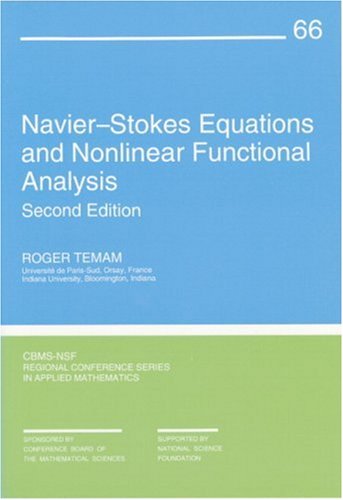 66
Navier–Stokes Equations
and Nonlinear Functional
Analysis
Second Edition
ROGER TEMAM
Université de Paris-Sud, Orsay, France
Indiana University, Bloomington, Indiana
CBMS-NSF
REGIONAL CONFERENCE SERIES
IN APPLIED MATHEMATICS
SPONSORED BY
CONFERENCE BOARD OF
THE MATHEMATICAL SCIENCES
SUPPORTED BY
NATIONAL SCIENCE
FOUNDATION